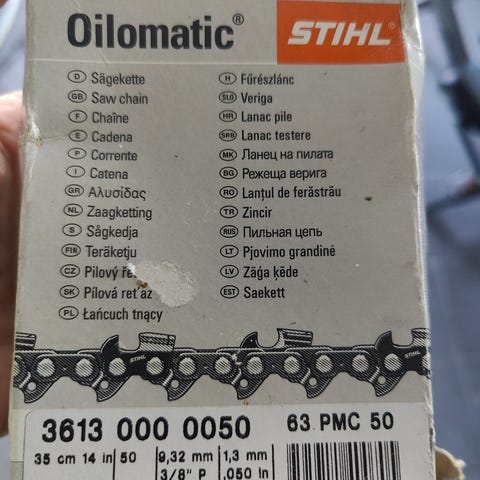 Oilomatic® STIHL®
D Sägekette
GB Saw chain
F Chaîne
E Cadena
P Corrente
I Catena
GR Αλυσίδας
NL Zaagketting
S Sågkedja
FIN Teräketju
CZ Pilový
SK Pílová
PL Łańcuch tnący
H Fűrészlánc
SLO Veriga
HR Lanac pile
SRB Lanac testere
MK Ланец на пилата
BG Режеща верига
RO Lanțul de ferăstrău
TR Zincir
RUS Пильная цепь
LT Pjovimo grandinė
LV Zāģa ķēde
EST Saekett
STIHL
STIHL
3613 000 0050 63 PMC 50
35 cm 14 in 50 9,32 mm 1,3 mm
3/8" P .050 in